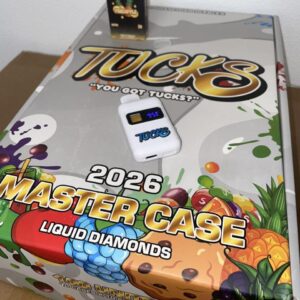 TUCKS
"YOU GOT TUCKS?"
TUCKS
2026
MASTER CASE
LIQUID DIAMONDS